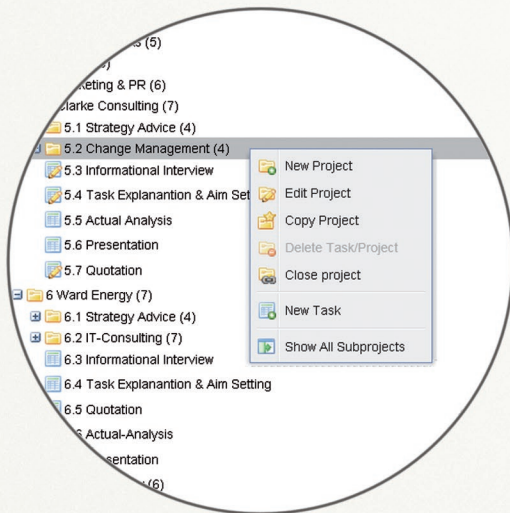 (5)
& PR (6)
Clarke Consulting (7)
5.1 Strategy Advice (4)
5.2 Change Management (4)
5.3 Informational Interview
5.4 Task Explanantion & Aim Set
5.5 Actual Analysis
5.6 Presentation
5.7 Quotation
New Project
Edit Project
Copy Project
Delete Task/Project
Close project
New Task
Show All Subprojects
6 Ward Energy (7)
6.1 Strategy Advice (4)
6.2 IT-Consulting (7)
6.3 Informational Interview
6.4 Task Explanantion & Aim Setting
6.5 Quotation
Actual-Analysis
(6)